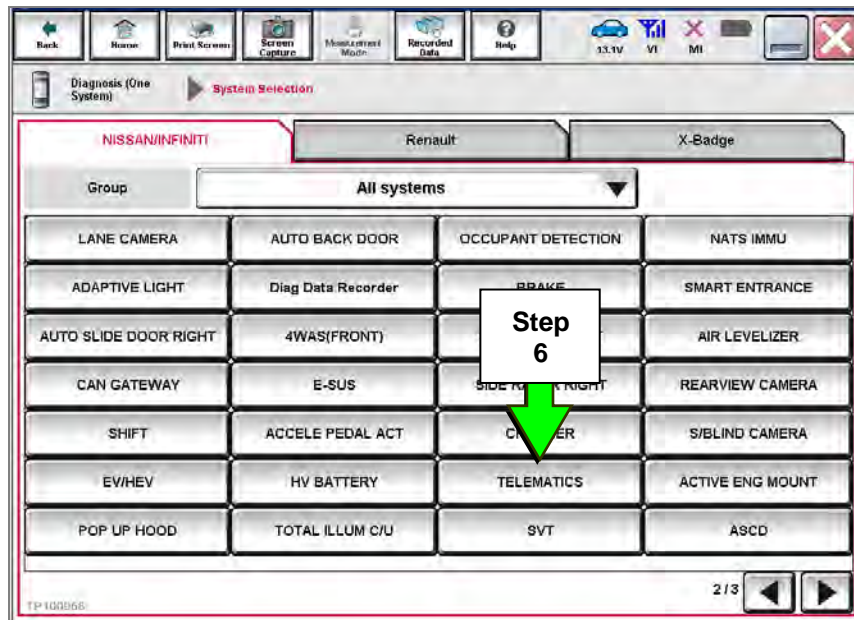 Back
Home
Print Screen
Screen
Capture
Measurement
Mode
Recorded
Data
Help
13.1V
VI
MI
Diagnosis (One
System)
System Selection
NISSAN/INFINITI
Renault
X-Badge
Group
All systems
LANE CAMERA
AUTO BACK DOOR
OCCUPANT DETECTION
NATS IMMU
ADAPTIVE LIGHT
Diag Data Recorder
BRAKE
SMART ENTRANCE
AUTO SLIDE DOOR RIGHT
4WAS(FRONT)
Step
6
AIR LEVELIZER
CAN GATEWAY
E-SUS
SIDE RIGHT
REARVIEW CAMERA
SHIFT
ACCELE PEDAL ACT
S/BLIND CAMERA
EV/HEV
HV BATTERY
TELEMATICS
ACTIVE ENG MOUNT
POP UP HOOD
TOTAL ILLUM C/U
SVT
ASCD
2/3